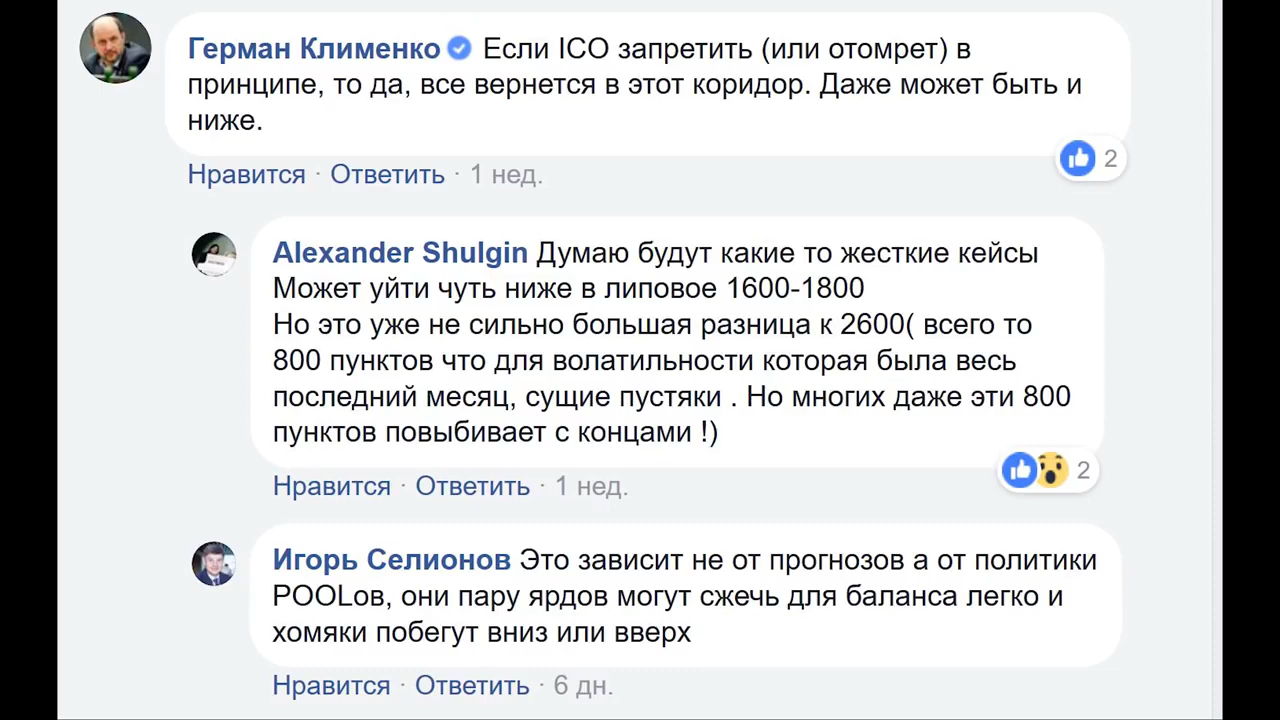 Герман Клименко Если ICO запретить (или отомрет) в
принципе, то да, все вернется в этот коридор. Даже может быть и
ниже.
Нравится · Ответить · 1 нед.
2
Alexander Shulgin Думаю будут какие то жесткие кейсы
Может уйти чуть ниже в липовое 1600-1800
Но это уже не сильно большая разница к 2600( всего то
800 пунктов что для волатильности которая была весь
последний месяц, сущие пустяки . Но многих даже эти 800
пунктов повыбивает с концами !)
Нравится · Ответить · 1 нед.
2
Игорь Селионов Это зависит не от прогнозов а от политики
POOLов, они пару ярдов могут сжечь для баланса легко и
хомяки побегут вниз или вверх
Нравится · Ответить · 6 дн.